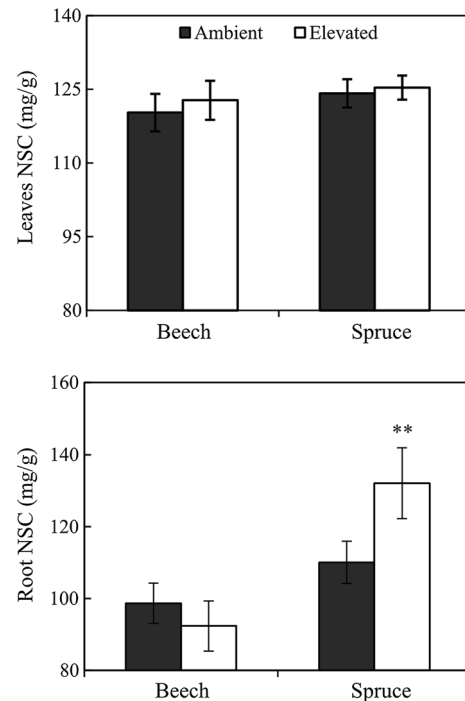 Leaves NSC (mg/g)
140
125
110
95
80
Ambient Elevated
Beech Spruce
Root NSC (mg/g)
160
140
120
100
80
**
Beech Spruce